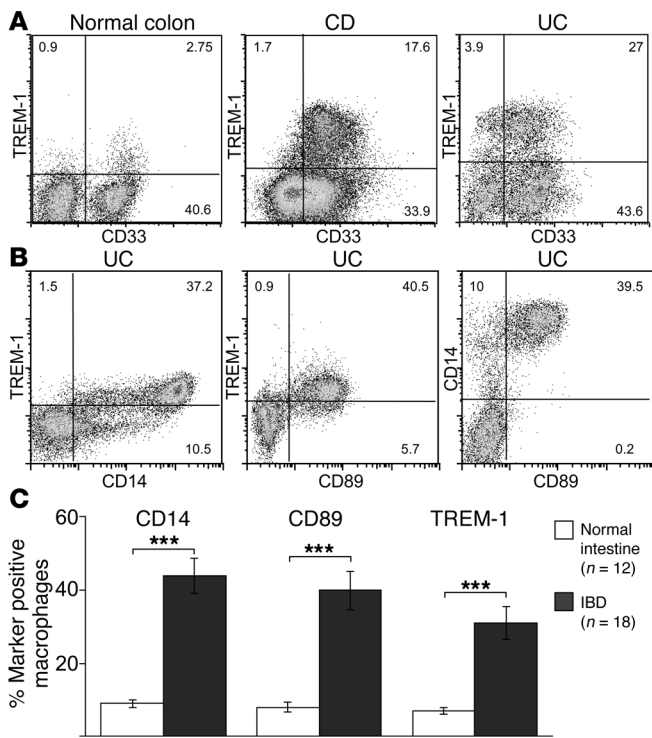 A
Normal colon
CD
UC
0.9
2.75
1.7
17.6
3.9
27
TREM-1
TREM-1
TREM-1
40.6
33.9
43.6
CD33
CD33
CD33
B
UC
UC
UC
1.5
37.2
0.9
40.5
10
39.5
TREM-1
TREM-1
CD14
10.5
5.7
0.2
CD14
CD89
CD89
C
CD14
CD89
TREM-1
***
***
***
60
40
20
% Marker positive
macrophages
Normal
intestine
(n = 12)
IBD
(n = 18)